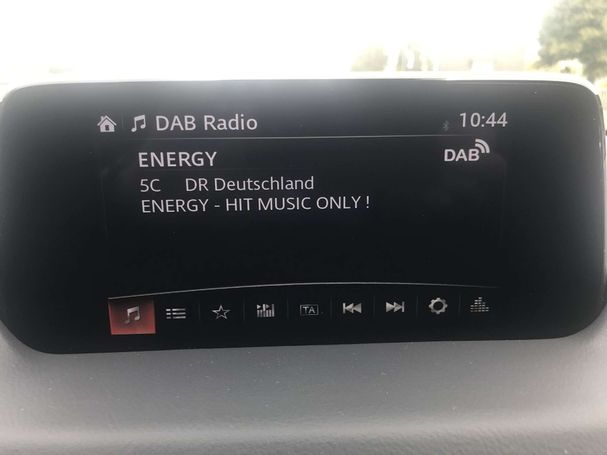 DAB Radio 10:44
ENERGY DAB
5C DR Deutschland
ENERGY - HIT MUSIC ONLY !
TA